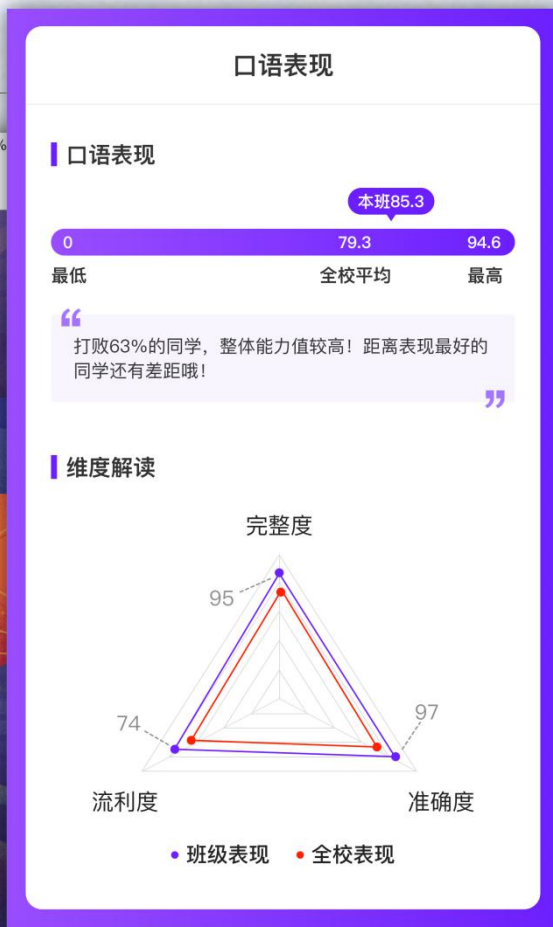 口语表现
口语表现
本班85.3
0 79.3 94.6
最低 全校平均 最高
“
打败63%的同学，整体能力值较高！距离表现最好的
同学还有差距哦！
”
维度解读
完整度
95
74
97
流利度 准确度
班级表现 全校表现
%